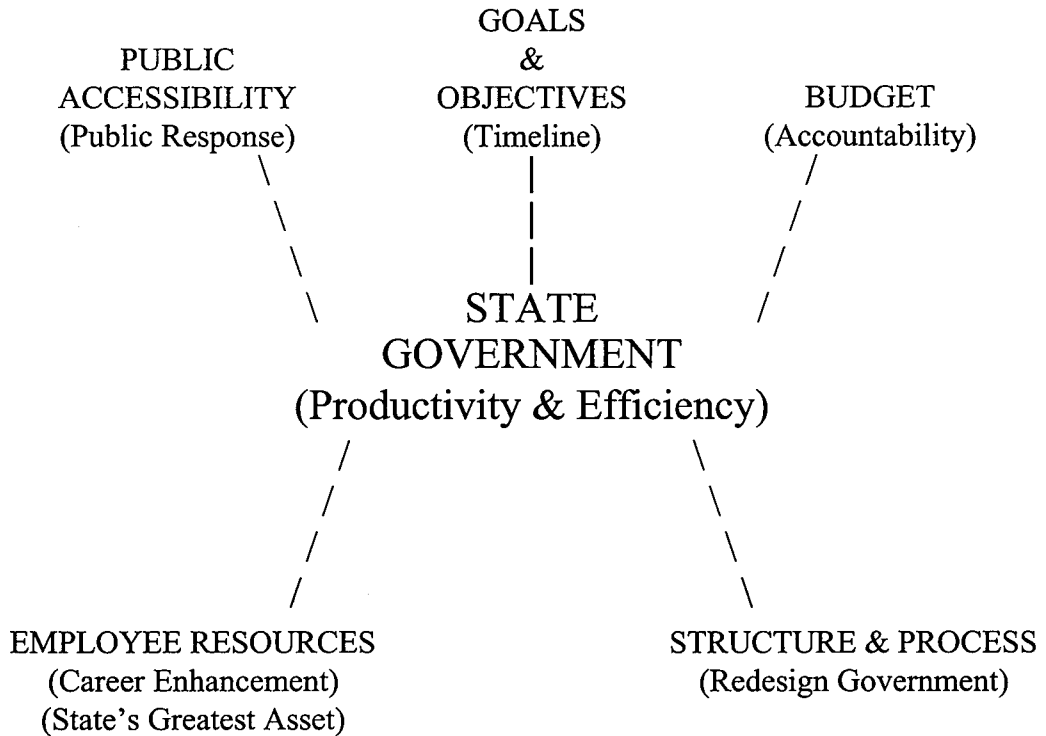 PUBLIC
ACCESSIBILITY
(Public Response)
GOALS
&
OBJECTIVES
(Timeline)
BUDGET
(Accountability)
STATE
GOVERNMENT
(Productivity & Efficiency)
EMPLOYEE RESOURCES
(Career Enhancement)
(State's Greatest Asset)
STRUCTURE & PROCESS
(Redesign Government)